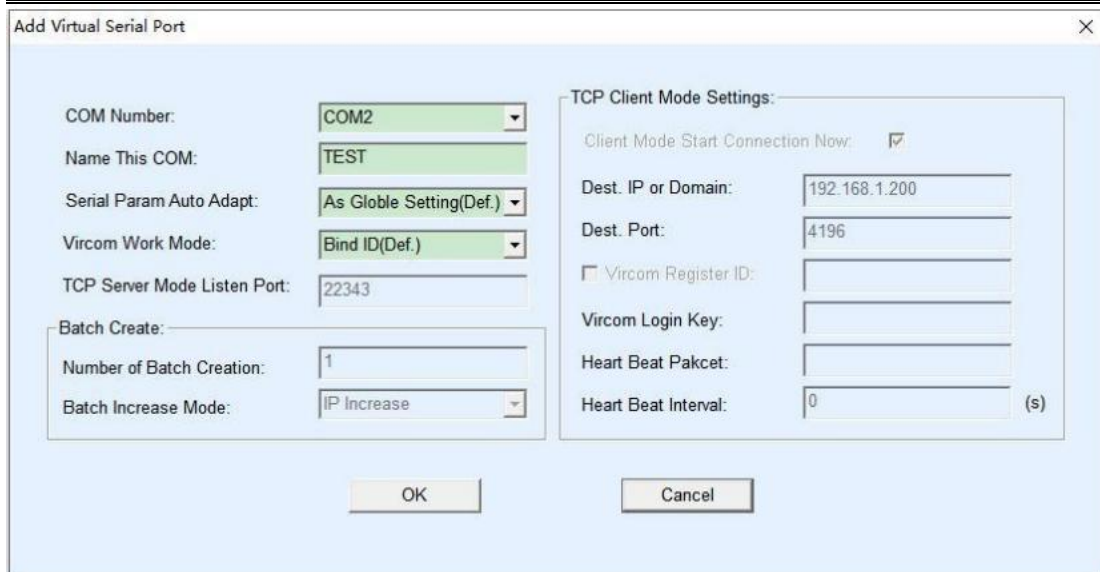 Add Virtual Serial Port
COM Number: COM2
Name This COM: TEST
Serial Param Auto Adapt: As Globle Setting(Def.)
Vircom Work Mode: Bind ID(Def.)
TCP Server Mode Listen Port: 22343
Batch Create:
Number of Batch Creation: 1
Batch Increase Mode: IP Increase
TCP Client Mode Settings:
Client Mode Start Connection Now:
Dest. IP or Domain: 192.168.1.200
Dest. Port: 4196
Vircom Register ID:
Vircom Login Key:
Heart Beat Pakcet:
Heart Beat Interval: 0 (s)
OK
Cancel